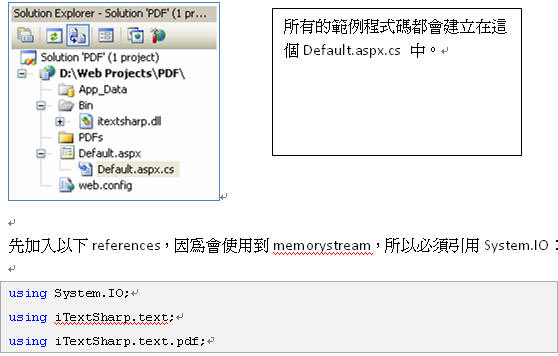 Solution Explorer - Solution 'PDF' (1 pro...
Solution 'PDF' (1 project)
D:\Web Projects\PDF\
App_Data
Bin
itextsharp.dll
PDFs
Default.aspx
Default.aspx.cs
web.config
所有的範例程式碼都會建立在這
個 Default.aspx.cs 中。
先加入以下 references，因為會使用到 memorystream，所以必須引用 System.IO：
using System.IO;
using iTextSharp.text;
using iTextSharp.text.pdf;